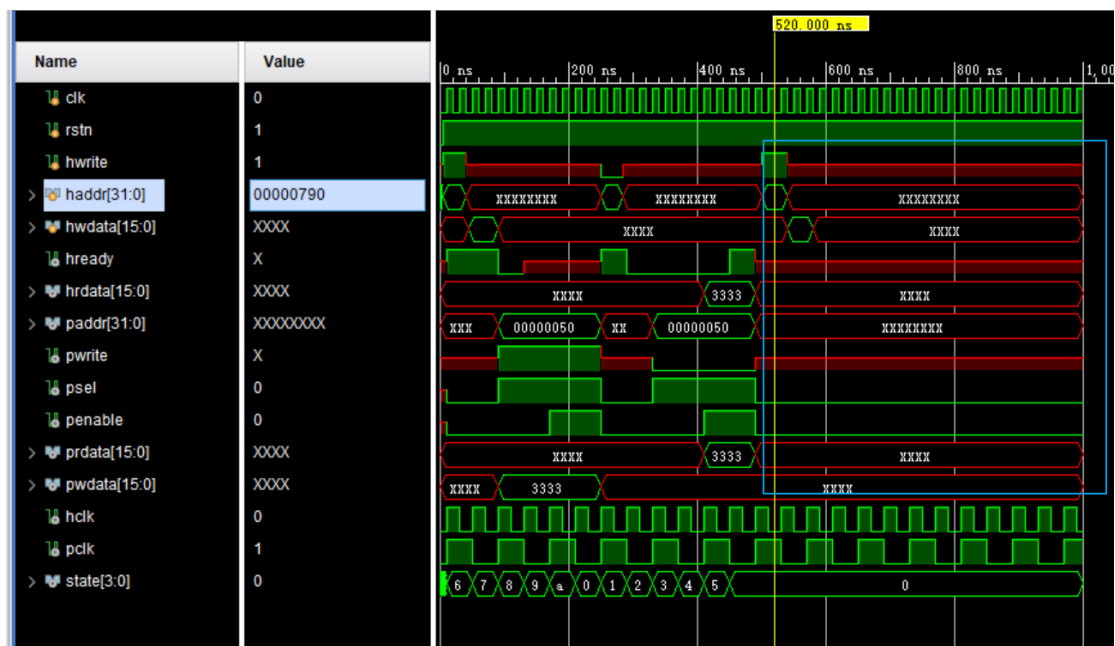 520.000 ns
Name Value
0 ns 200 ns 400 ns 600 ns 800 ns 1,00
clk 0
rstn 1
hwrite 1
haddr[31:0] 00000790 XXXXXXXX XXXXXXXX XXXXXXXX
hwdata[15:0] XXXX XXXX XXXX
hready X
hrdata[15:0] XXXX XXXX 3333 XXXX
paddr[31:0] XXXXXXXX XXX 00000050 XX 00000050 XXXXXXXX
pwrite X
psel 0
penable 0
prdata[15:0] XXXX XXXX 3333 XXXX
pwdata[15:0] XXXX XXXX 3333 XXXX
hclk 0
pclk 1
state[3:0] 0 6 7 8 9 a 0 1 2 3 4 5 0